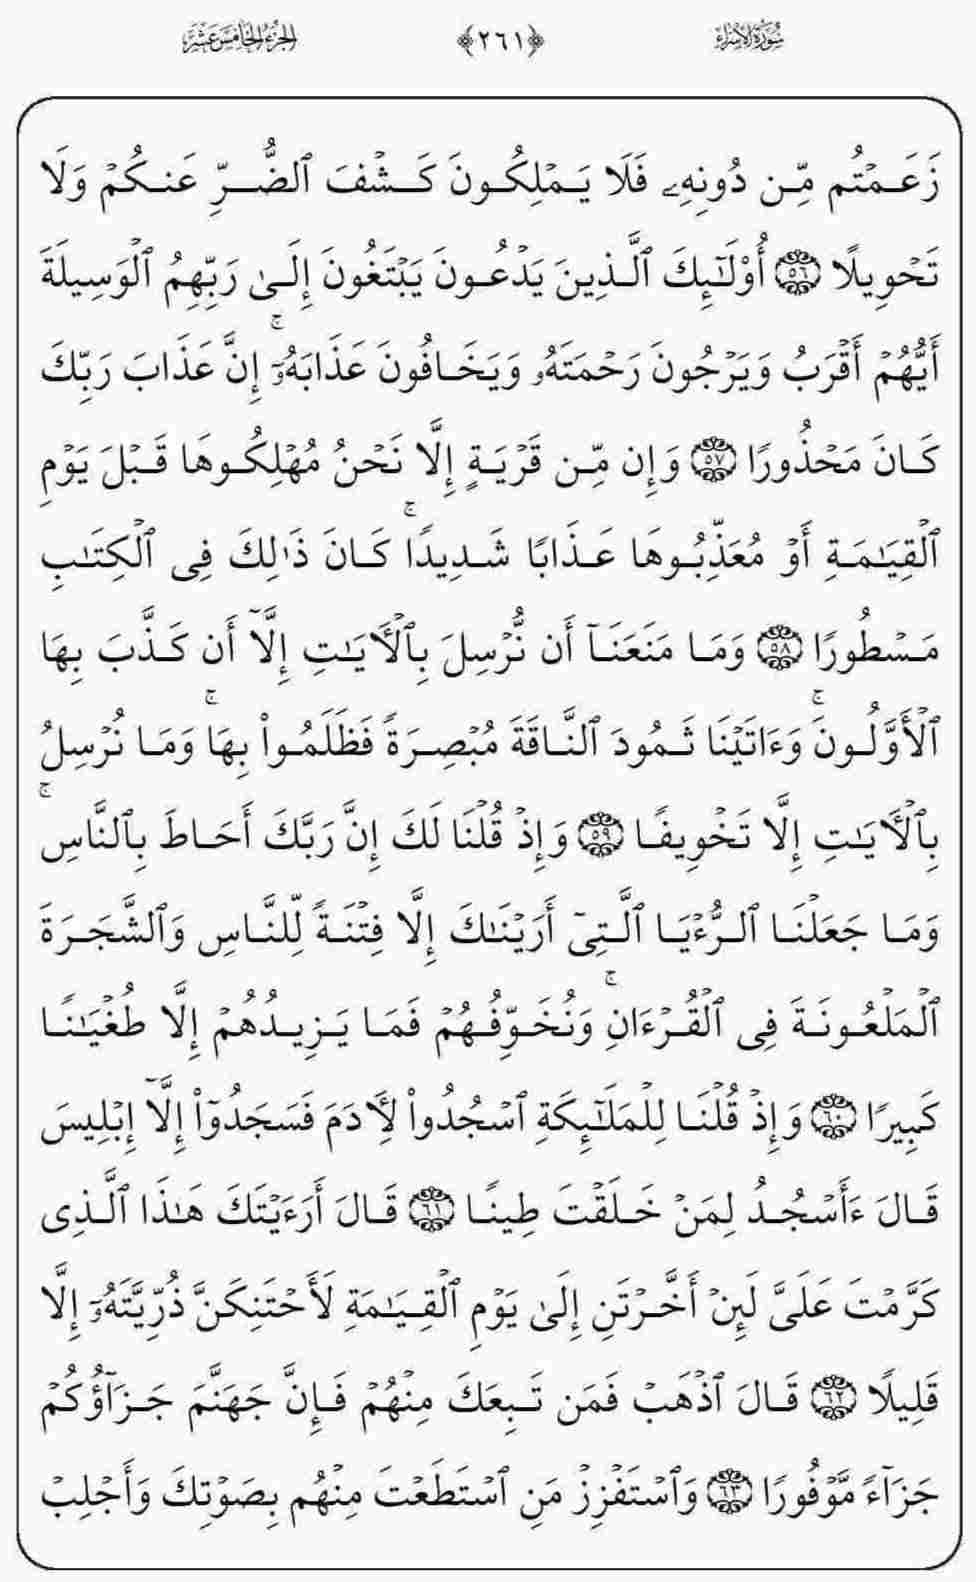 سُورَةُ الإِسْرَاء ﴿٢٦١﴾ الجُزْءُ الخَامِسَ عَشَرَ
زَعَمۡتُم مِّن دُونِهِۦ فَلَا يَمۡلِكُونَ كَشۡفَ ٱلضُّرِّ عَنكُمۡ وَلَا
تَحۡوِيلًا ٥٦ أُوْلَٰٓئِكَ ٱلَّذِينَ يَدۡعُونَ يَبۡتَغُونَ إِلَىٰ رَبِّهِمُ ٱلۡوَسِيلَةَ
أَيُّهُمۡ أَقۡرَبُ وَيَرۡجُونَ رَحۡمَتَهُۥ وَيَخَافُونَ عَذَابَهُۥٓۚ إِنَّ عَذَابَ رَبِّكَ
كَانَ مَحۡذُورًا ٥٧ وَإِن مِّن قَرۡيَةٍ إِلَّا نَحۡنُ مُهۡلِكُوهَا قَبۡلَ يَوۡمِ
ٱلۡقِيَٰمَةِ أَوۡ مُعَذِّبُوهَا عَذَابًا شَدِيدًاۚ كَانَ ذَٰلِكَ فِي ٱلۡكِتَٰبِ
مَسۡطُورًا ٥٨ وَمَا مَنَعَنَآ أَن نُّرۡسِلَ بِٱلۡأٓيَٰتِ إِلَّآ أَن كَذَّبَ بِهَا
ٱلۡأَوَّلُونَۚ وَءَاتَيۡنَا ثَمُودَ ٱلنَّاقَةَ مُبۡصِرَةً فَظَلَمُواْ بِهَاۚ وَمَا نُرۡسِلُ
بِٱلۡأٓيَٰتِ إِلَّا تَخۡوِيفًا ٥٩ وَإِذۡ قُلۡنَا لَكَ إِنَّ رَبَّكَ أَحَاطَ بِٱلنَّاسِۚ
وَمَا جَعَلۡنَا ٱلرُّءۡيَا ٱلَّتِيٓ أَرَيۡنَٰكَ إِلَّا فِتۡنَةً لِّلنَّاسِ وَٱلشَّجَرَةَ
ٱلۡمَلۡعُونَةَ فِي ٱلۡقُرۡءَانِۚ وَنُخَوِّفُهُمۡ فَمَا يَزِيدُهُمۡ إِلَّا طُغۡيَٰنًا
كَبِيرًا ٦٠ وَإِذۡ قُلۡنَا لِلۡمَلَٰٓئِكَةِ ٱسۡجُدُواْ لِأٓدَمَ فَسَجَدُوٓاْ إِلَّآ إِبۡلِيسَ
قَالَ ءَأَسۡجُدُ لِمَنۡ خَلَقۡتَ طِينًا ٦١ قَالَ أَرَءَيۡتَكَ هَٰذَا ٱلَّذِي
كَرَّمۡتَ عَلَيَّ لَئِنۡ أَخَّرۡتَنِ إِلَىٰ يَوۡمِ ٱلۡقِيَٰمَةِ لَأَحۡتَنِكَنَّ ذُرِّيَّتَهُۥٓ إِلَّا
قَلِيلًا ٦٢ قَالَ ٱذۡهَبۡ فَمَن تَبِعَكَ مِنۡهُمۡ فَإِنَّ جَهَنَّمَ جَزَآؤُكُمۡ
جَزَآءً مَّوۡفُورًا ٦٣ وَٱسۡتَفۡزِزۡ مَنِ ٱسۡتَطَعۡتَ مِنۡهُم بِصَوۡتِكَ وَأَجۡلِبۡ